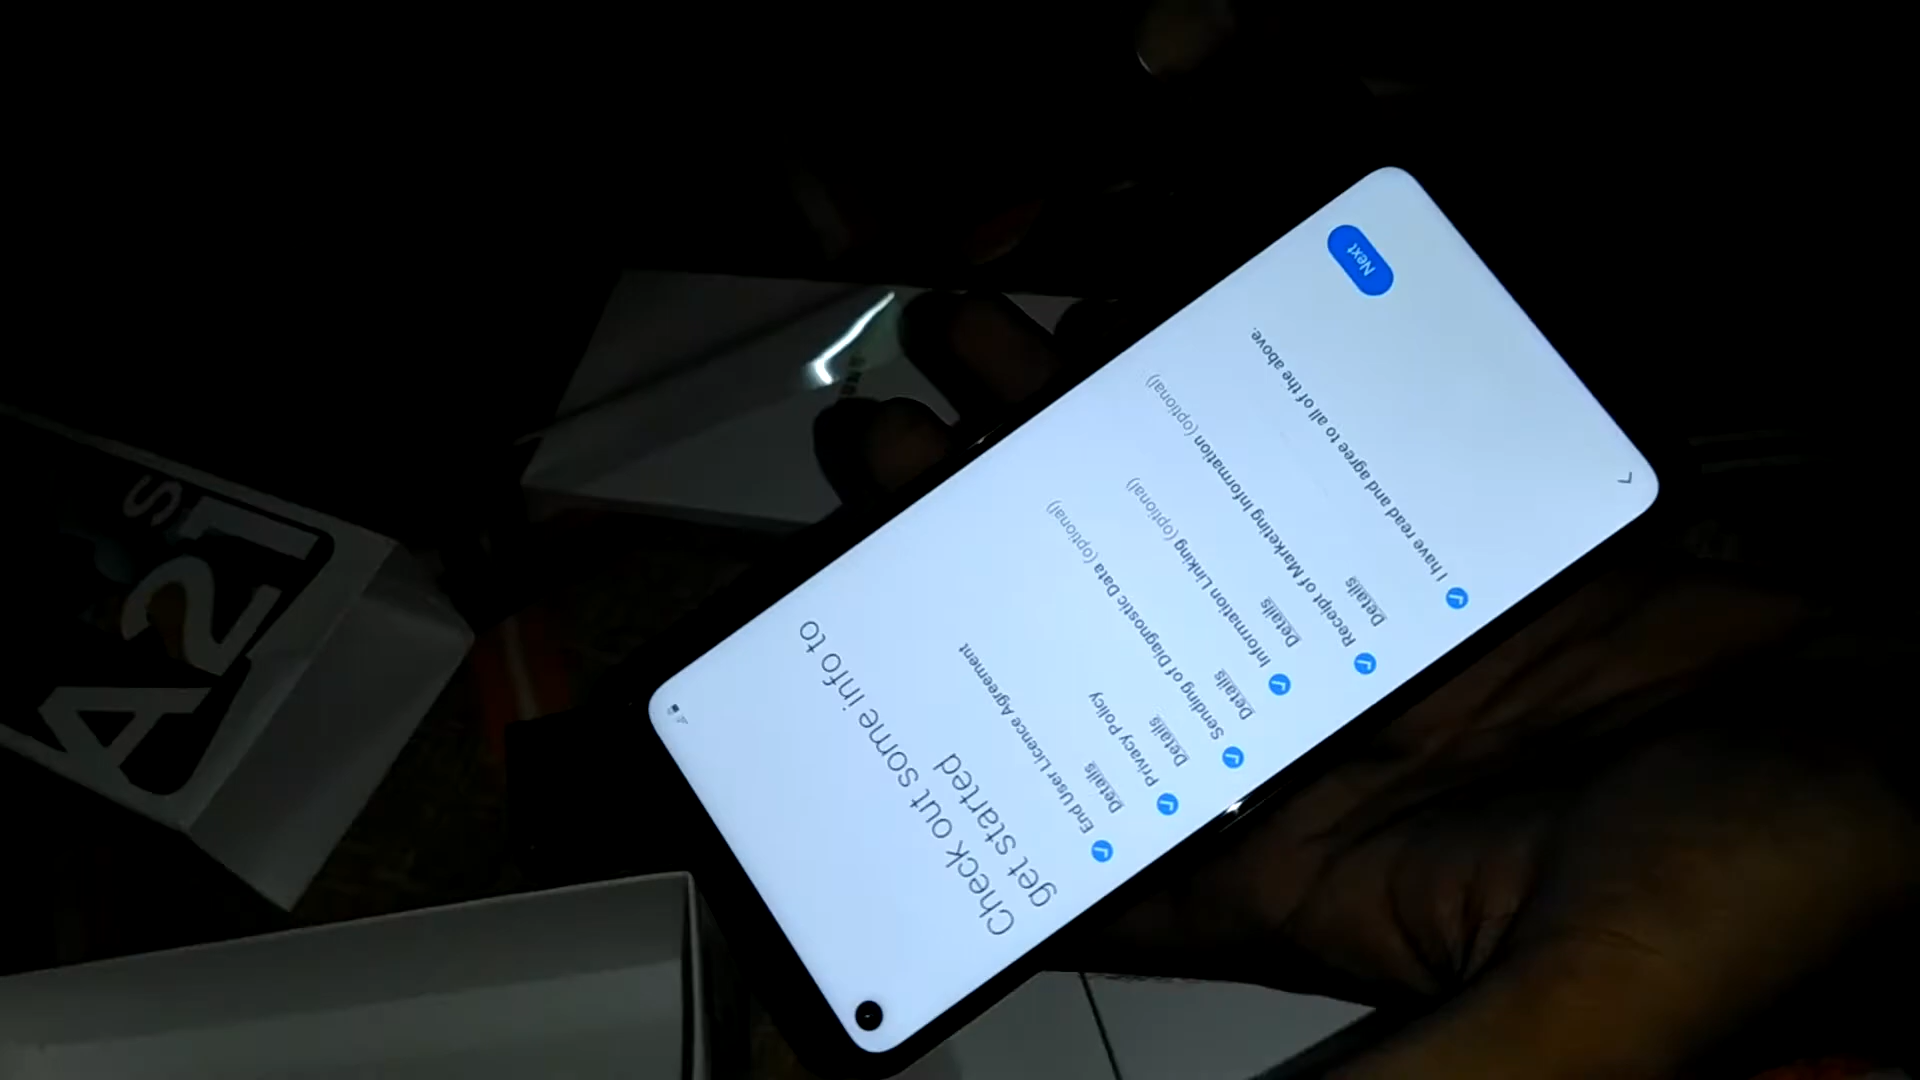 Check out some info to
get started
End User Licence Agreement
Details
Privacy Policy
Details
Sending of Diagnostic Data (optional)
Details
Information Linking (optional)
Details
Receipt of Marketing Information (optional)
Details
I have read and agree to all of the above.
Next
A21s